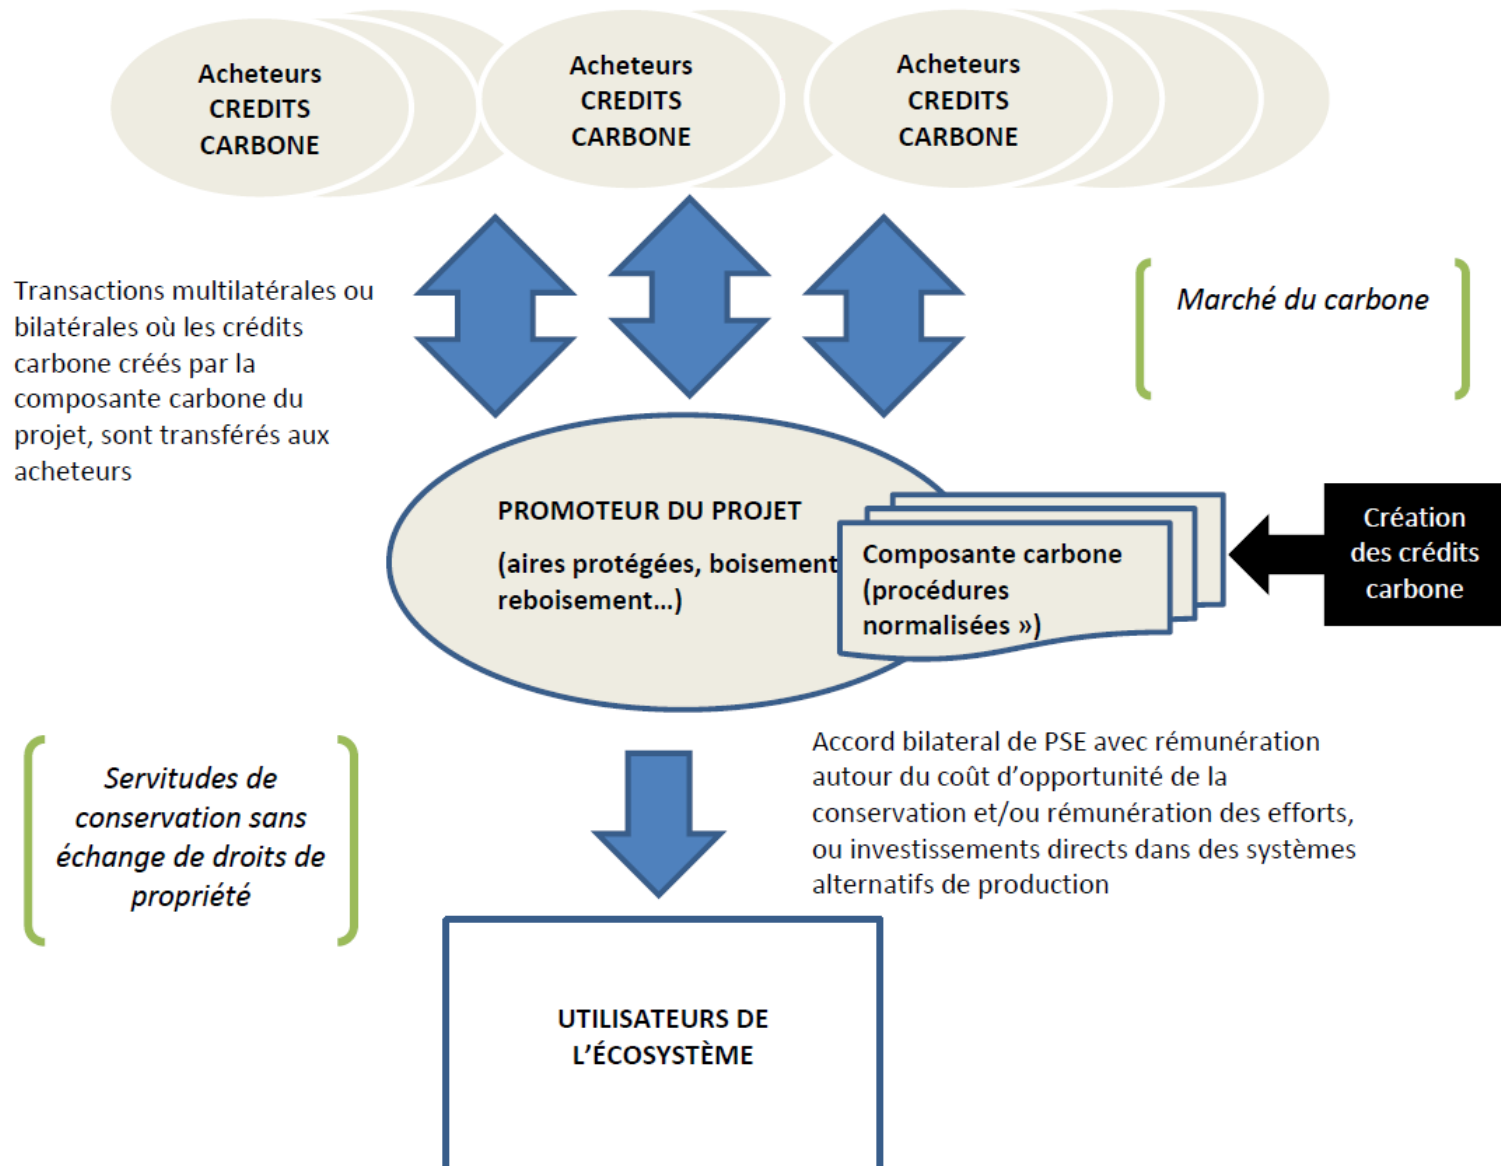 Acheteurs
CREDITS
CARBONE
Acheteurs
CREDITS
CARBONE
Acheteurs
CREDITS
CARBONE
Transactions multilatérales ou
bilatérales où les crédits
carbone créés par la
composante carbone du
projet, sont transférés aux
acheteurs
Marché du carbone
PROMOTEUR DU PROJET
(aires protégées, boisement
reboisement…)
Composante carbone
(procédures
normalisées »)
Création
des crédits
carbone
Servitudes de
conservation sans
échange de droits de
propriété
Accord bilateral de PSE avec rémunération
autour du coût d’opportunité de la
conservation et/ou rémunération des efforts,
ou investissements directs dans des systèmes
alternatifs de production
UTILISATEURS DE
L’ÉCOSYSTÈME